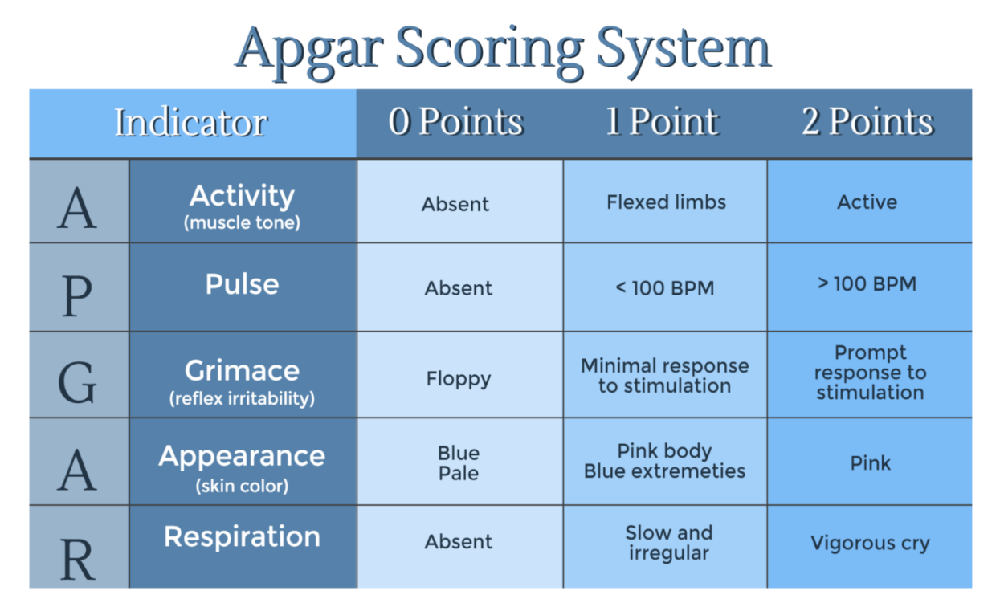 Apgar Scoring System
Indicator
0 Points
1 Point
2 Points
A
Activity
(muscle tone)
Absent
Flexed limbs
Active
P
Pulse
Absent
< 100 BPM
> 100 BPM
G
Grimace
(reflex irritability)
Floppy
Minimal response
to stimulation
Prompt
response to
stimulation
A
Appearance
(skin color)
Blue
Pale
Pink body
Blue extremeties
Pink
R
Respiration
Absent
Slow and
irregular
Vigorous cry